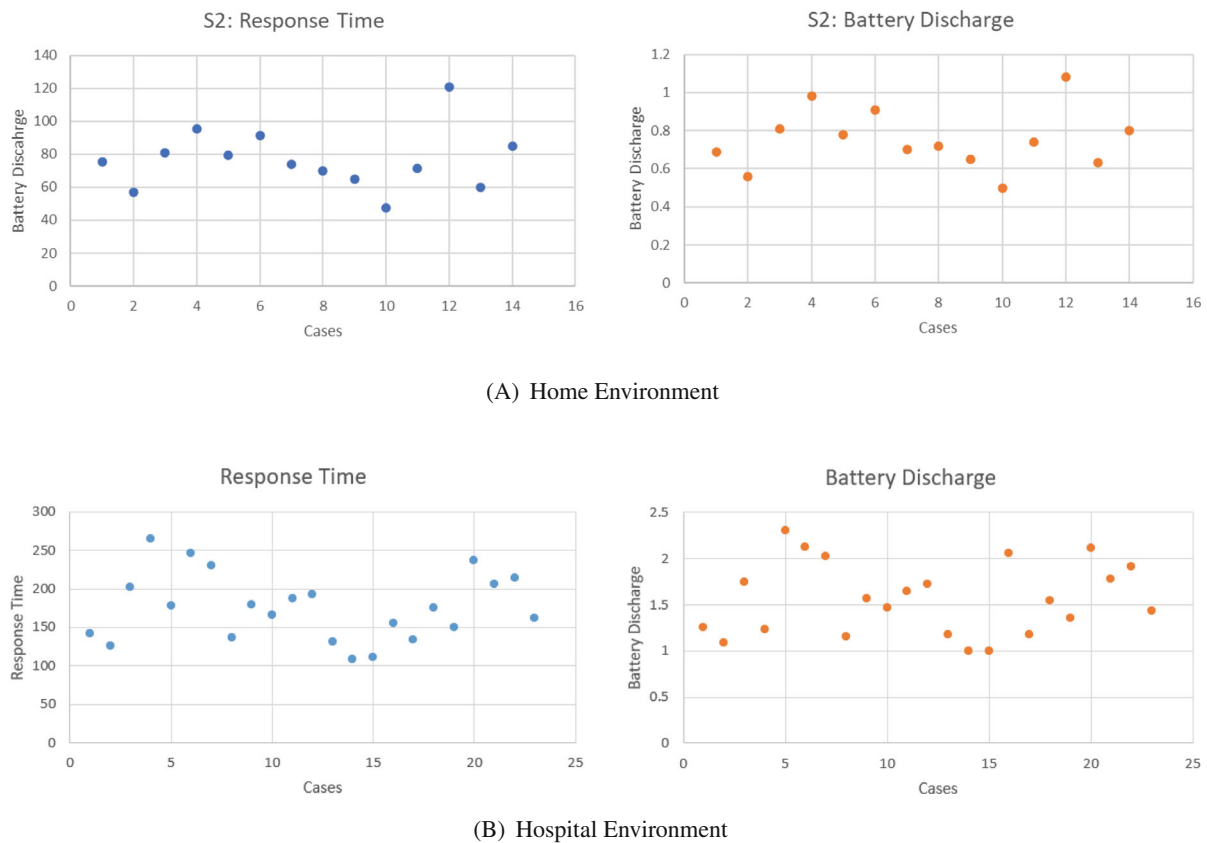 S2: Response Time
Battery Discahrge
140
120
100
80
60
40
20
0
0 2 4 6 8 10 12 14 16
Cases
S2: Battery Discharge
Battery Discharge
1.2
1
0.8
0.6
0.4
0.2
0
0 2 4 6 8 10 12 14 16
Cases
(A) Home Environment
Response Time
Response Time
300
250
200
150
100
50
0
0 5 10 15 20 25
Cases
Battery Discharge
Battery Discharge
2.5
2
1.5
1
0.5
0
0 5 10 15 20 25
Cases
(B) Hospital Environment